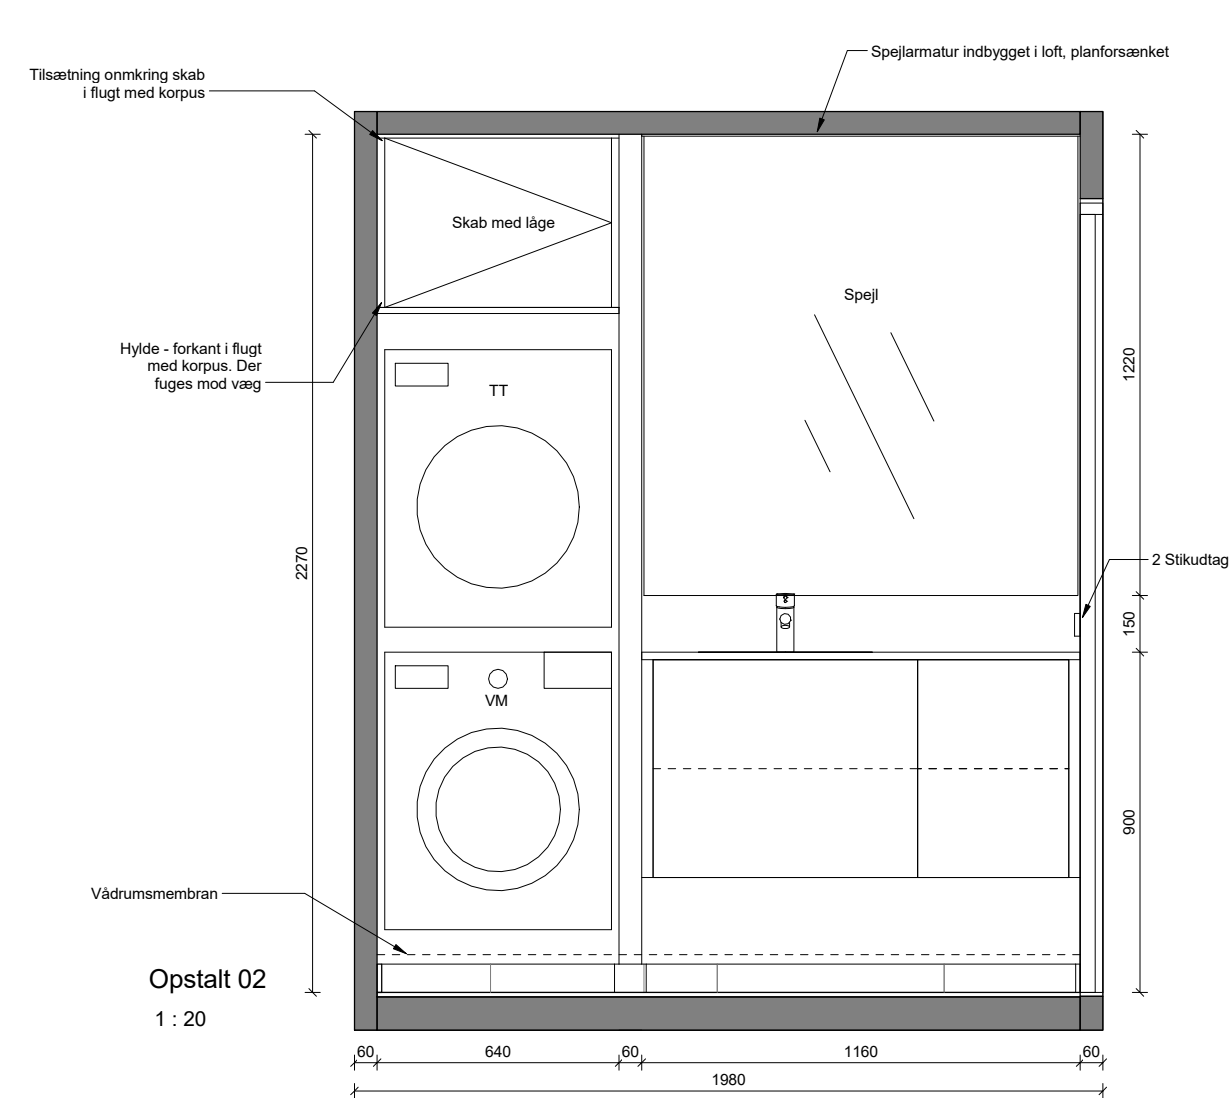 Spejlarmatur indbygget i loft, planforsænket
Tilsætning onmkring skab
i flugt med korpus
Skab med låge
Spejl
Hylde - forkant i flugt
med korpus. Der
fuges mod væg
TT
1220
2270
2 Stikudtag
150
VM
900
Vådrumsmembran
Opstalt 02
1 : 20
60
640
60
1160
60
1980